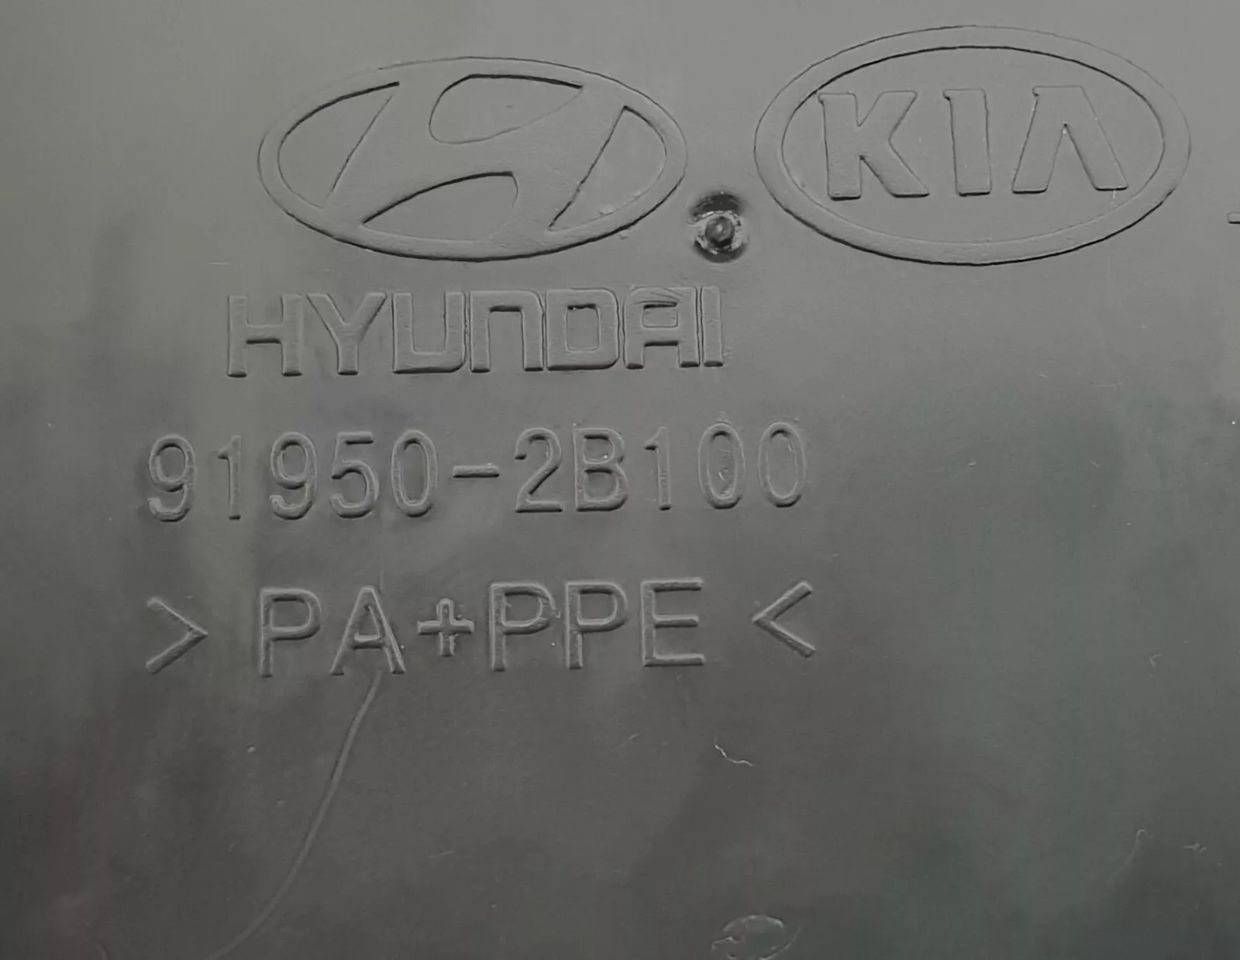 KIA
HYUNDAI
91950-2B100
>PA+PPE<